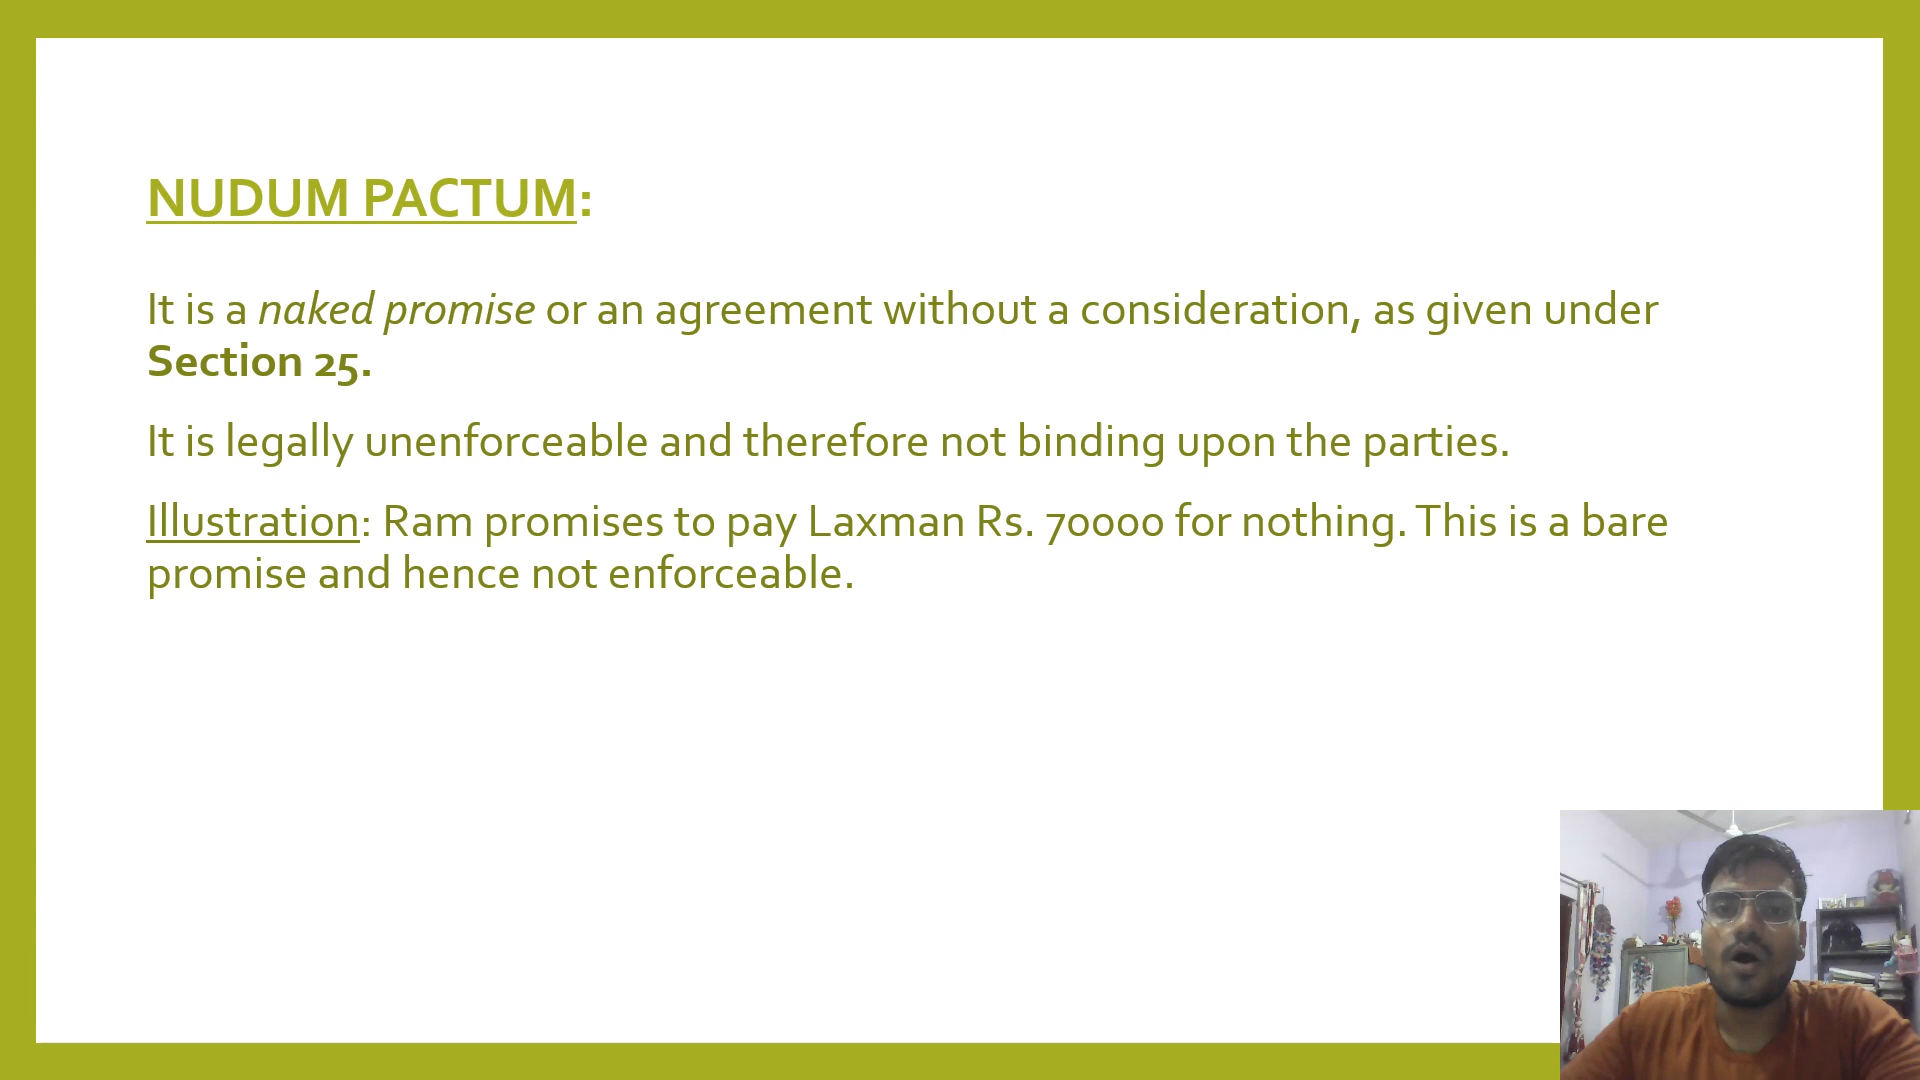 NUDUM PACTUM:
It is a naked promise or an agreement without a consideration, as given under
Section 25.
It is legally unenforceable and therefore not binding upon the parties.
Illustration: Ram promises to pay Laxman Rs. 70000 for nothing. This is a bare
promise and hence not enforceable.